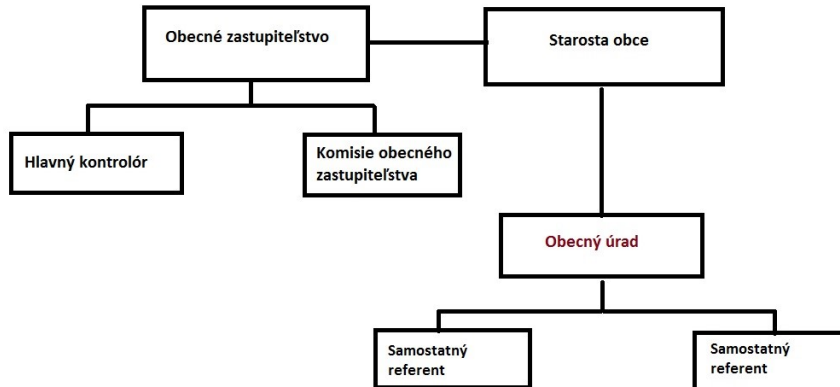 Obecné zastupiteľstvo
Starosta obce
Hlavný kontrolór
Komisie obecného
zastupiteľstva
Obecný úrad
Samostatný
referent
Samostatný
referent